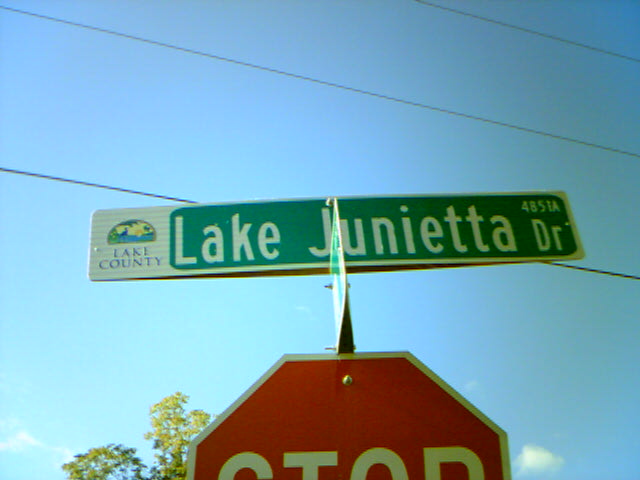 4851A
LAKE COUNTY
Lake Junietta Dr
STOP